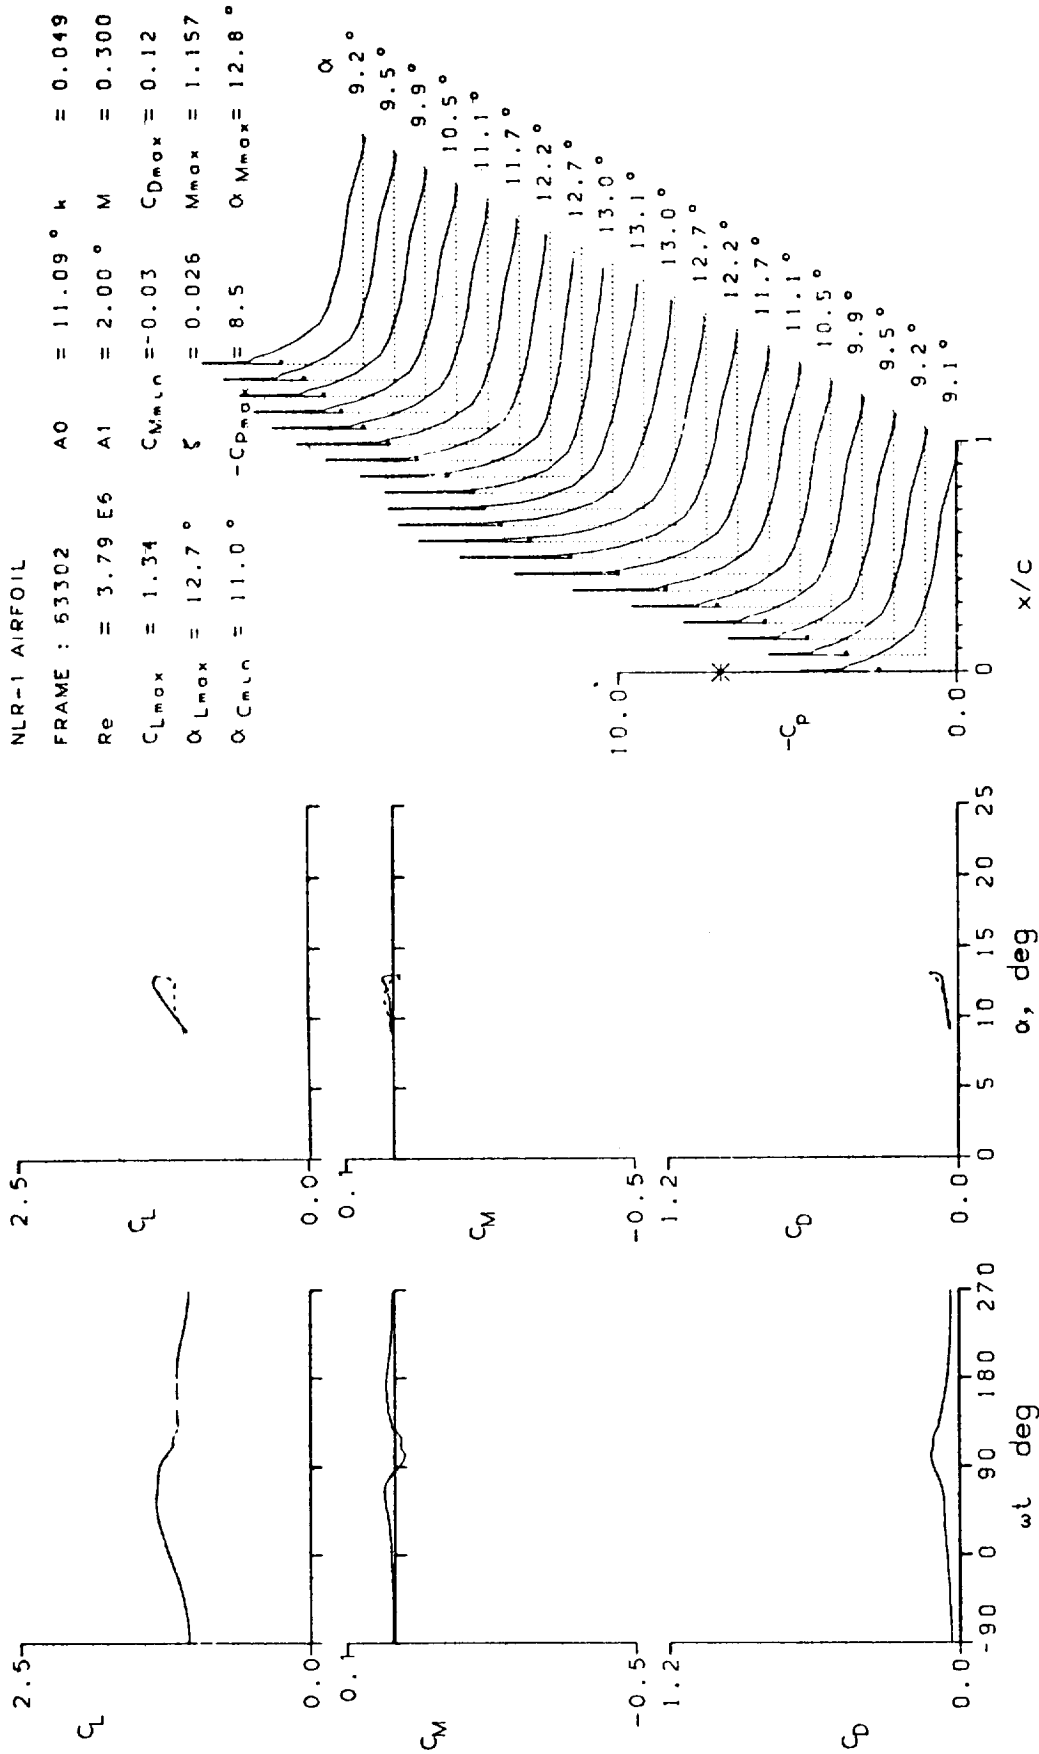 NLR-1 AIRFOIL
FRAME : 63302 A0 = 11.09 ° k = 0.049
Re = 3.79 E6 A1 = 2.00 ° M = 0.300
CLmax = 1.34 CMmin =-0.03 CDmax = 0.12
αLmax = 12.7 ° ζ = 0.026 Mmax = 1.157
αCmin = 11.0 ° -CPmax = 8.5 αMmax = 12.8 °
2.5
CL
0.0
0.1
CM
-0.5
1.2
CD
0.0
-90 0 90 180 270
ωt deg
2.5
CL
0.0
0.1
CM
-0.5
1.2
CD
0.0
0 5 10 15 20 25
α, deg
10.0
-CP
0.0
0 1
x/c
α
9.2 °
9.5 °
9.9 °
10.5 °
11.1 °
11.7 °
12.2 °
12.7 °
13.0 °
13.1 °
13.0 °
12.7 °
12.2 °
11.7 °
11.1 °
10.5 °
9.9 °
9.5 °
9.2 °
9.1 °